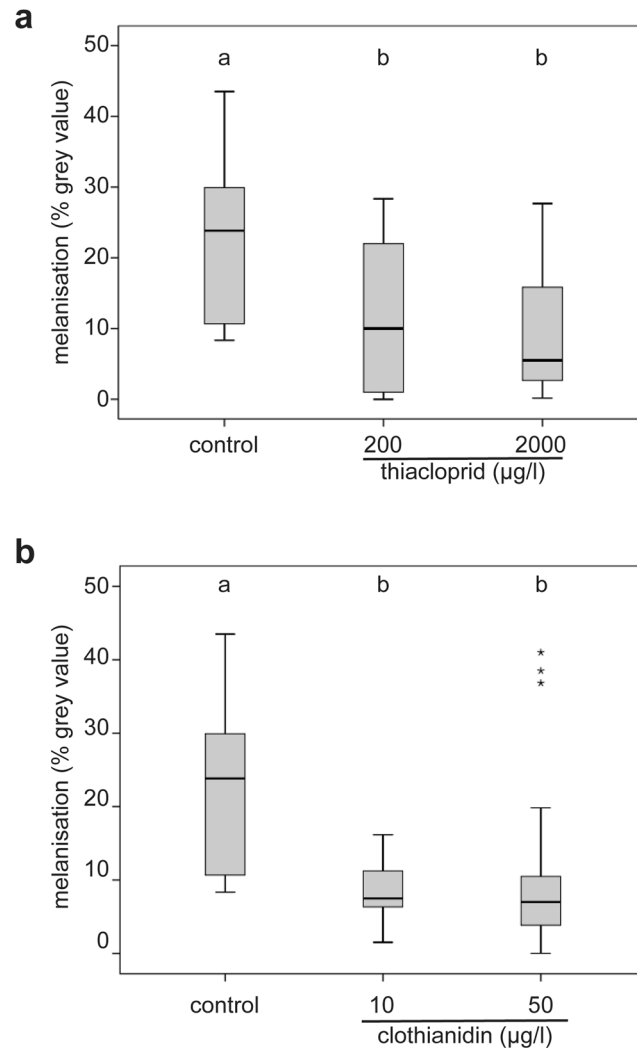 a
50
a b b
40
30
20
10
0
melanisation (% grey value)
control 200 2000
thiacloprid (µg/l)
b
50
a b b
40
*
*
*
30
20
10
0
melanisation (% grey value)
control 10 50
clothianidin (µg/l)